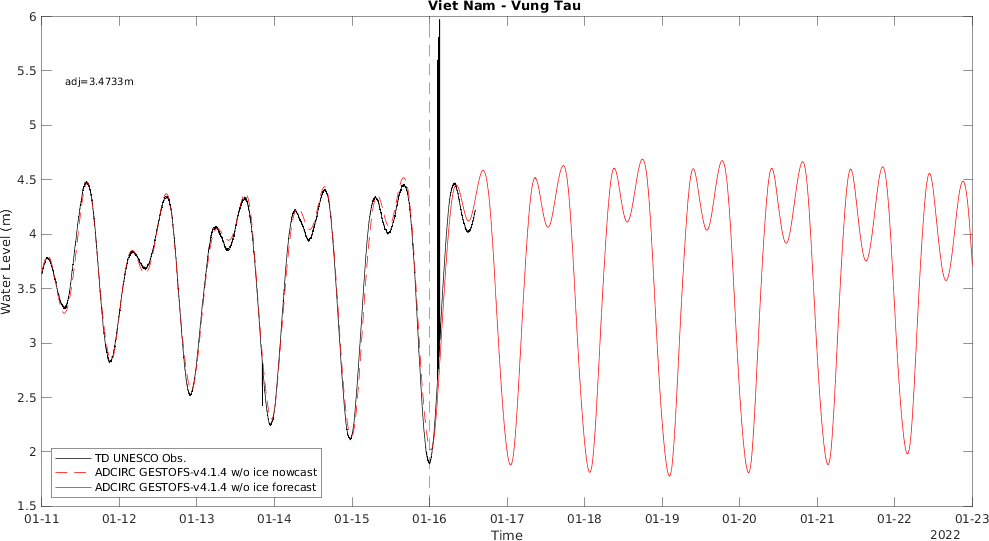 Viet Nam - Vung Tau
6
5.5
adj=3.4733m
5
4.5
4
Water Level (m)
3.5
3
2.5
2
1.5
TD UNESCO Obs.
ADCIRC GESTOFS-v4.1.4 w/o ice nowcast
ADCIRC GESTOFS-v4.1.4 w/o ice forecast
01-11 01-12 01-13 01-14 01-15 01-16 01-17 01-18 01-19 01-20 01-21 01-22 01-23
Time
2022